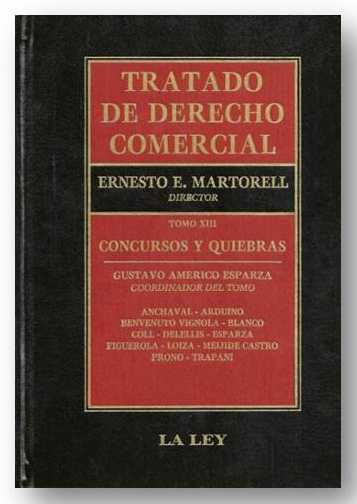 TRATADO
DE DERECHO
COMERCIAL
ERNESTO E. MARTORELL
DIRECTOR
TOMO XIII
CONCURSOS Y QUIEBRAS
GUSTAVO AMERICO ESPARZA
COORDINADOR DEL TOMO
ANCHAVAL - ARDUINO
BENVENUTO VIGNOLA - BLANCO
COLL - DELELLIS - ESPARZA
FIGUEROLA - LOIZA - MEIJIDE CASTRO
PRONO - TRAPANI
LA LEY